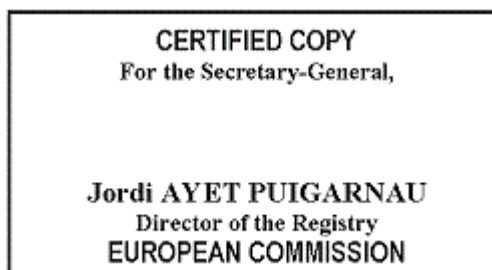 CERTIFIED COPY
For the Secretary-General,
Jordi AYET PUIGARNAU
Director of the Registry
EUROPEAN COMMISSION